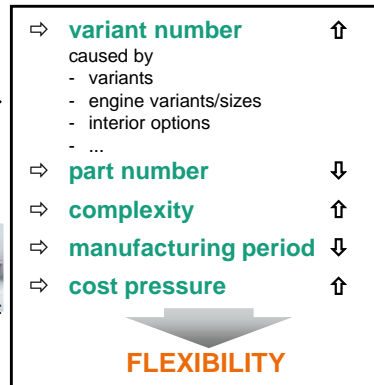 ⇨ variant number ⇧
caused by
- variants
- engine variants/sizes
- interior options
- ...
⇨ part number ⇩
⇨ complexity ⇧
⇨ manufacturing period ⇩
⇨ cost pressure ⇧
FLEXIBILITY